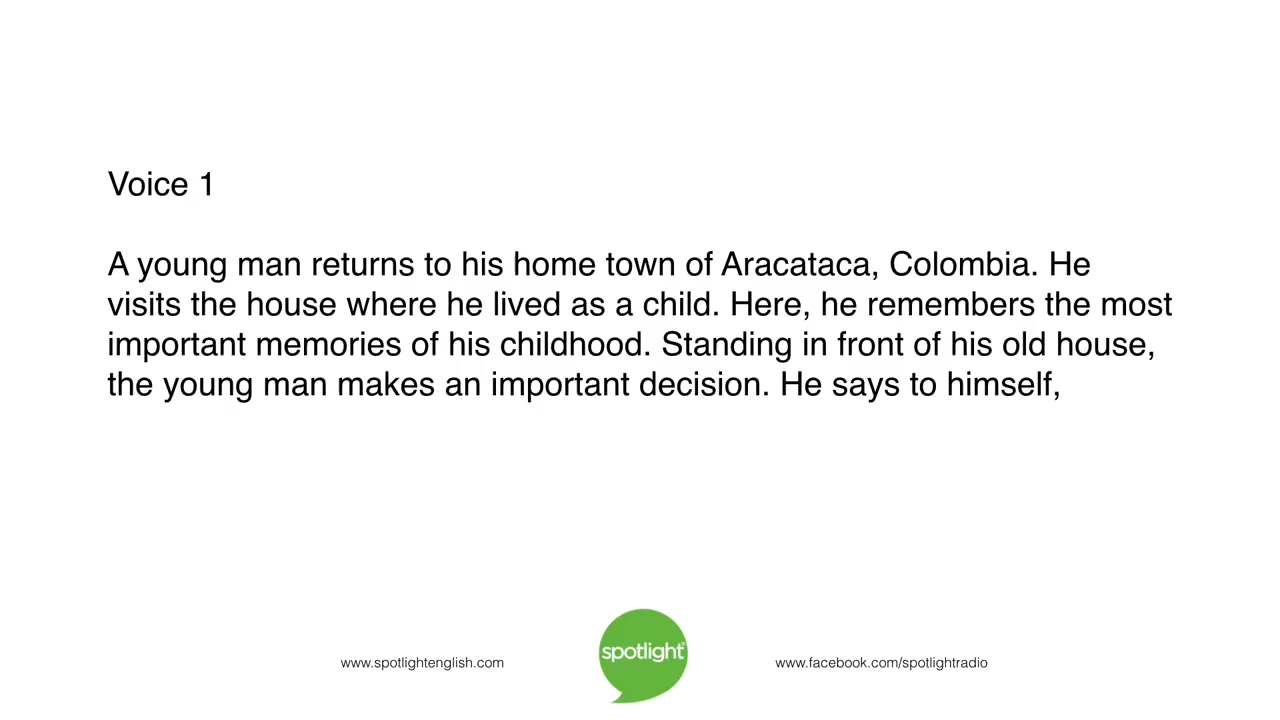 Voice 1
A young man returns to his home town of Aracataca, Colombia. He
visits the house where he lived as a child. Here, he remembers the most
important memories of his childhood. Standing in front of his old house,
the young man makes an important decision. He says to himself,
www.spotlightenglish.com
spotlight®
www.facebook.com/spotlightradio